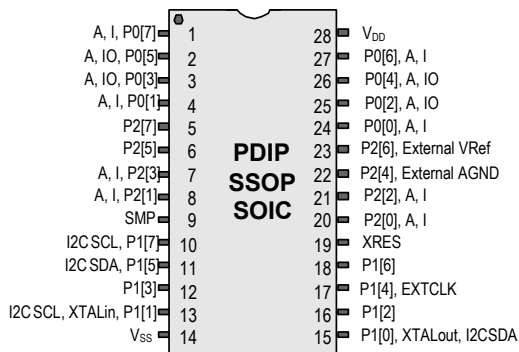 A, I, P0[7] 1 28 VDD
A, IO, P0[5] 2 27 P0[6], A, I
A, IO, P0[3] 3 26 P0[4], A, IO
A, I, P0[1] 4 25 P0[2], A, IO
P2[7] 5 24 P0[0], A, I
P2[5] 6 PDIP 23 P2[6], External VRef
A, I, P2[3] 7 SSOP 22 P2[4], External AGND
A, I, P2[1] 8 SOIC 21 P2[2], A, I
SMP 9 20 P2[0], A, I
I2C SCL, P1[7] 10 19 XRES
I2C SDA, P1[5] 11 18 P1[6]
P1[3] 12 17 P1[4], EXTCLK
I2C SCL, XTALin, P1[1] 13 16 P1[2]
Vss 14 15 P1[0], XTALout, I2CSDA